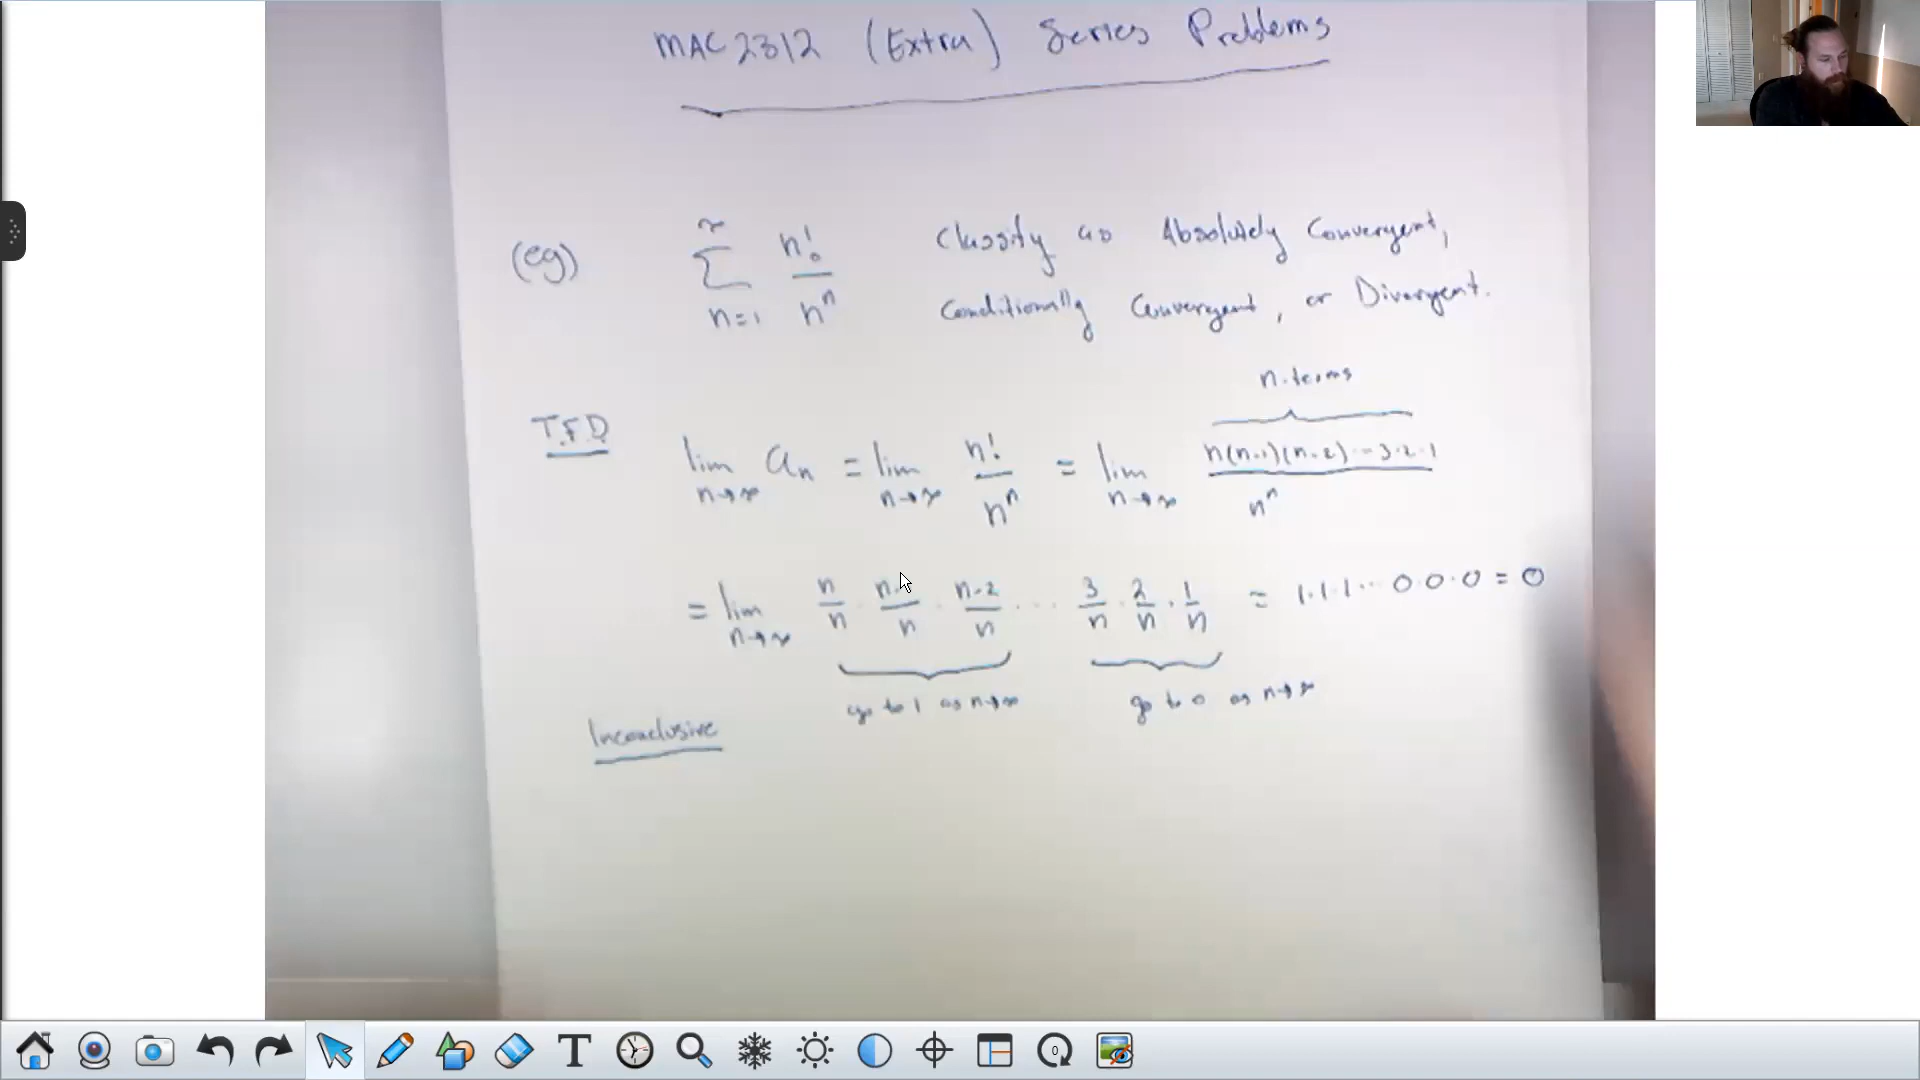 MAC2312 (Extra) Series Problems
(eg) ∞ Σ n=1 n! / n^n Classify as Absolutely Convergent,
Conditionally Convergent, or Divergent.
n-terms
T.F.D. lim n→∞ a_n = lim n→∞ n! / n^n = lim n→∞ n(n-1)(n-2)···3·2·1 / n^n
= lim n→∞ n/n · n-1/n · n-2/n · ··· 3/n · 2/n · 1/n = 1·1·1···0·0·0 = 0
go to 1 as n→∞ go to 0 as n→∞
Inconclusive
T
0